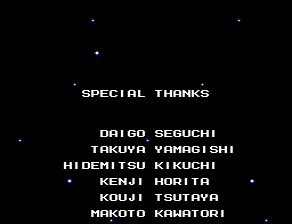 SPECIAL THANKS
DAIGO SEGUCHI
TAKUYA YAMAGISHI
HIDEMITSU KIKUCHI
KENJI HORITA
KOUJI TSUTAYA
MAKOTO KAWATORI